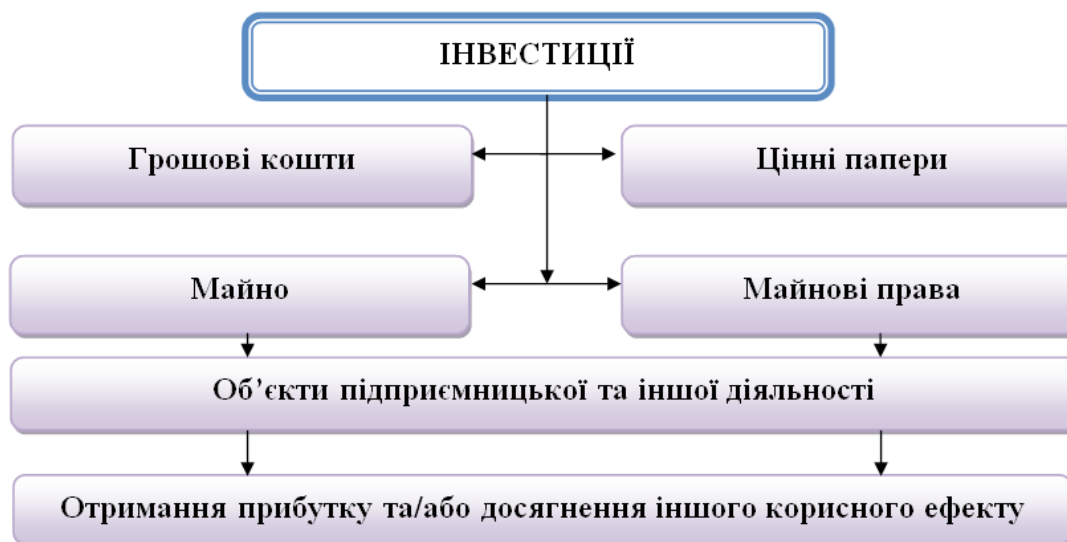 ІНВЕСТИЦІЇ
Грошові кошти
Цінні папери
Майно
Майнові права
Об’єкти підприємницької та іншої діяльності
Отримання прибутку та/або досягнення іншого корисного ефекту